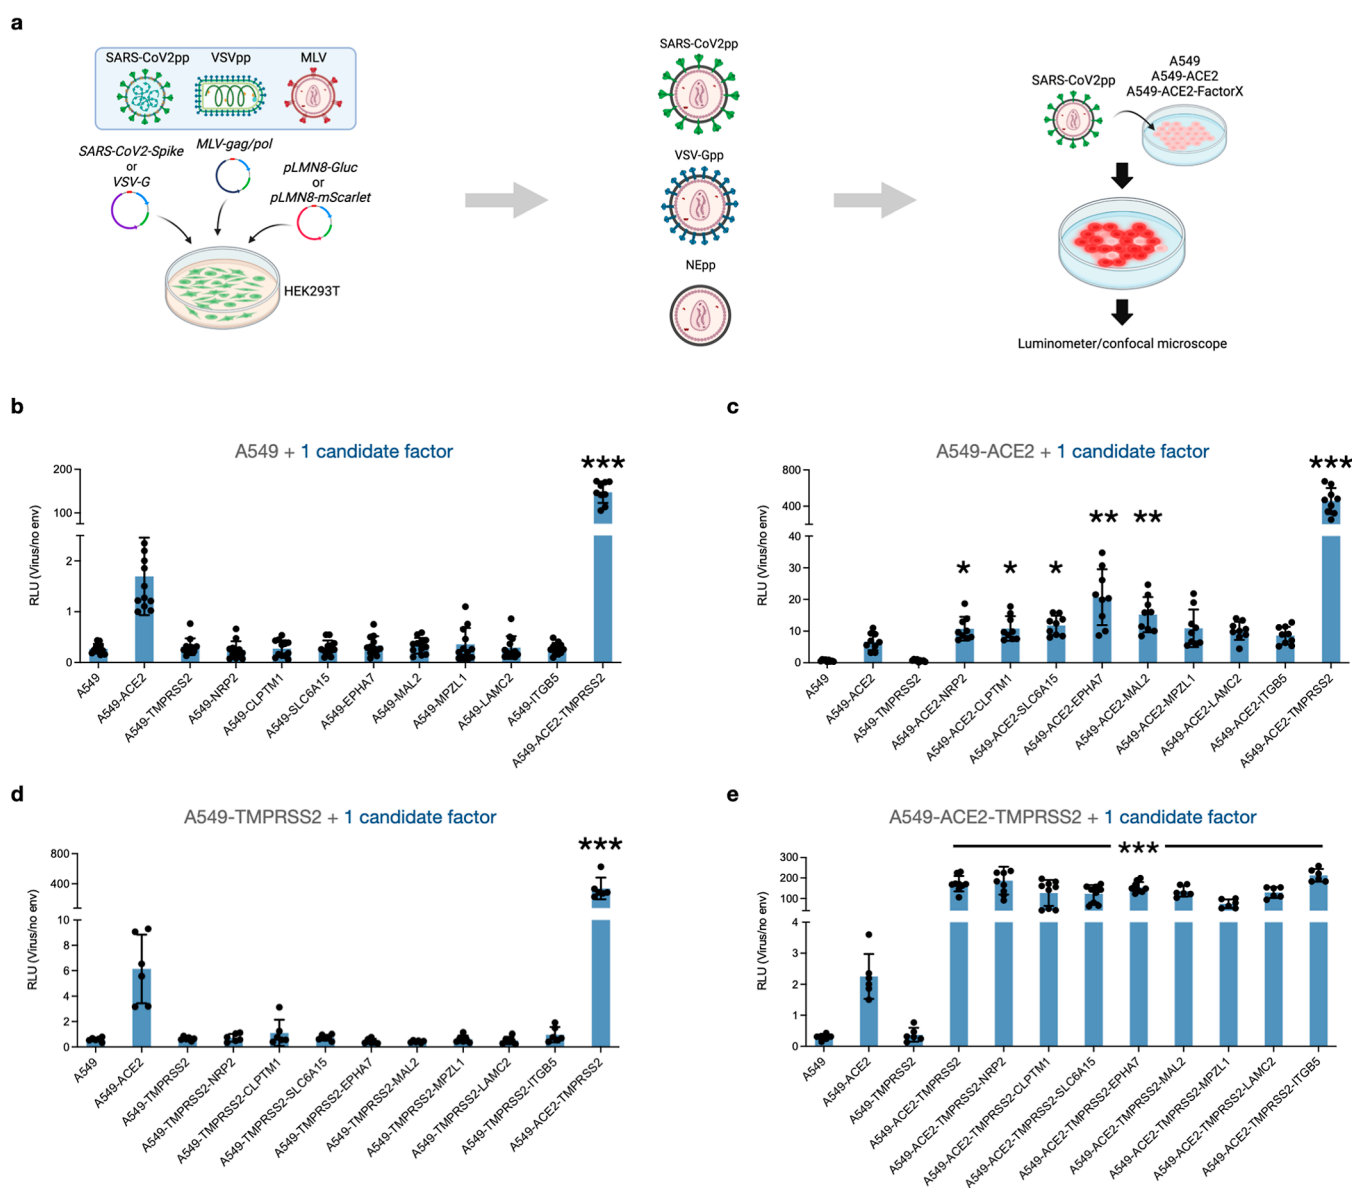 a
SARS-CoV2pp
VSVpp
MLV
SARS-CoV2-Spike
or
VSV-G
MLV-gag/pol
pLMN8-Gluc
or
pLMN8-mScarlet
HEK293T
SARS-CoV2pp
VSV-Gpp
NEpp
SARS-CoV2pp
A549
A549-ACE2
A549-ACE2-FactorX
Luminometer/confocal microscope
b
A549 + 1 candidate factor
RLU (Virus/no env)
200
100
2
1
0
***
A549
A549-ACE2
A549-TMPRSS2
A549-NRP2
A549-CLPTM1
A549-SLC6A15
A549-EPHA7
A549-MAL2
A549-MPZL1
A549-LAMC2
A549-ITGB5
A549-ACE2-TMPRSS2
c
A549-ACE2 + 1 candidate factor
RLU (Virus/no env)
800
400
40
30
20
10
0
*
*
*
**
**
***
A549
A549-ACE2
A549-TMPRSS2
A549-ACE2-NRP2
A549-ACE2-CLPTM1
A549-ACE2-SLC6A15
A549-ACE2-EPHA7
A549-ACE2-MAL2
A549-ACE2-MPZL1
A549-ACE2-LAMC2
A549-ACE2-ITGB5
A549-ACE2-TMPRSS2
d
A549-TMPRSS2 + 1 candidate factor
RLU (Virus/no env)
800
400
10
8
6
4
2
0
***
A549
A549-ACE2
A549-TMPRSS2
A549-TMPRSS2-NRP2
A549-TMPRSS2-CLPTM1
A549-TMPRSS2-SLC6A15
A549-TMPRSS2-EPHA7
A549-TMPRSS2-MAL2
A549-TMPRSS2-MPZL1
A549-TMPRSS2-LAMC2
A549-TMPRSS2-ITGB5
A549-ACE2-TMPRSS2
e
A549-ACE2-TMPRSS2 + 1 candidate factor
RLU (Virus/no env)
300
200
100
4
3
2
1
0
***
A549
A549-ACE2
A549-TMPRSS2
A549-ACE2-TMPRSS2
A549-ACE2-TMPRSS2-NRP2
A549-ACE2-TMPRSS2-CLPTM1
A549-ACE2-TMPRSS2-SLC6A15
A549-ACE2-TMPRSS2-EPHA7
A549-ACE2-TMPRSS2-MAL2
A549-ACE2-TMPRSS2-MPZL1
A549-ACE2-TMPRSS2-LAMC2
A549-ACE2-TMPRSS2-ITGB5